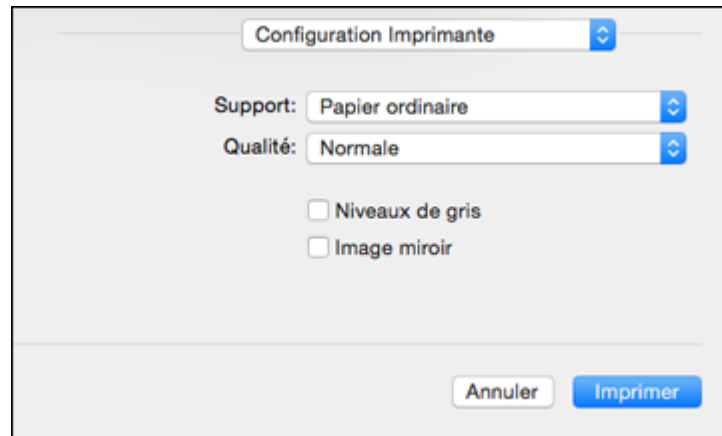 Configuration Imprimante
Support: Papier ordinaire
Qualité: Normale
Niveaux de gris
Image miroir
Annuler Imprimer